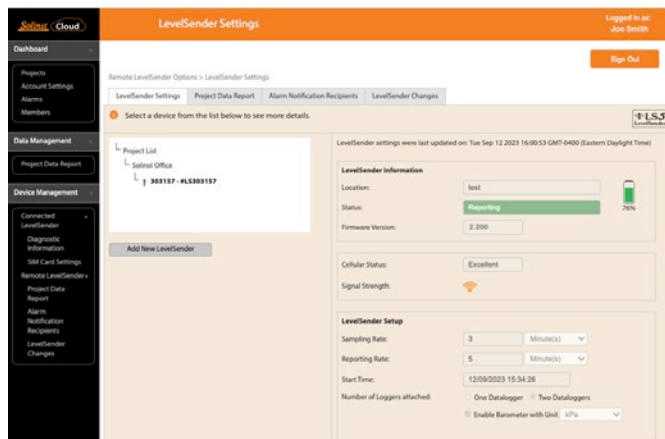 Solinst Cloud
LevelSender Settings
Logged in as:
Joe Smith
Sign Out
Dashboard
Projects
Account Settings
Alarms
Members
Data Management
Project Data Report
Device Management
Connected
LevelSender
Diagnostic
Information
SIM Card Settings
Remote LevelSender
Project Data
Report
Alarm
Notification
Recipients
LevelSender
Changes
Remote LevelSender Options > LevelSender Settings
LevelSender Settings
Project Data Report
Alarm Notification Recipients
LevelSender Changes
Select a device from the list below to see more details.
LS5
LevelSender
Project List
Solinst Office
303157 - #LS303157
Add New LevelSender
LevelSender settings were last updated on: Tue Sep 12 2023 16:00:53 GMT-0400 (Eastern Daylight Time)
LevelSender Information
Location: test
Status: Reporting
76%
Firmware Version: 2.200
Cellular Status: Excellent
Signal Strength:
LevelSender Setup
Sampling Rate: 3 Minute(s)
Reporting Rate: 5 Minute(s)
Start Time: 12/09/2023 15:34:26
Number of Loggers attached: One Datalogger Two Dataloggers
Enable Barometer with Unit kPa